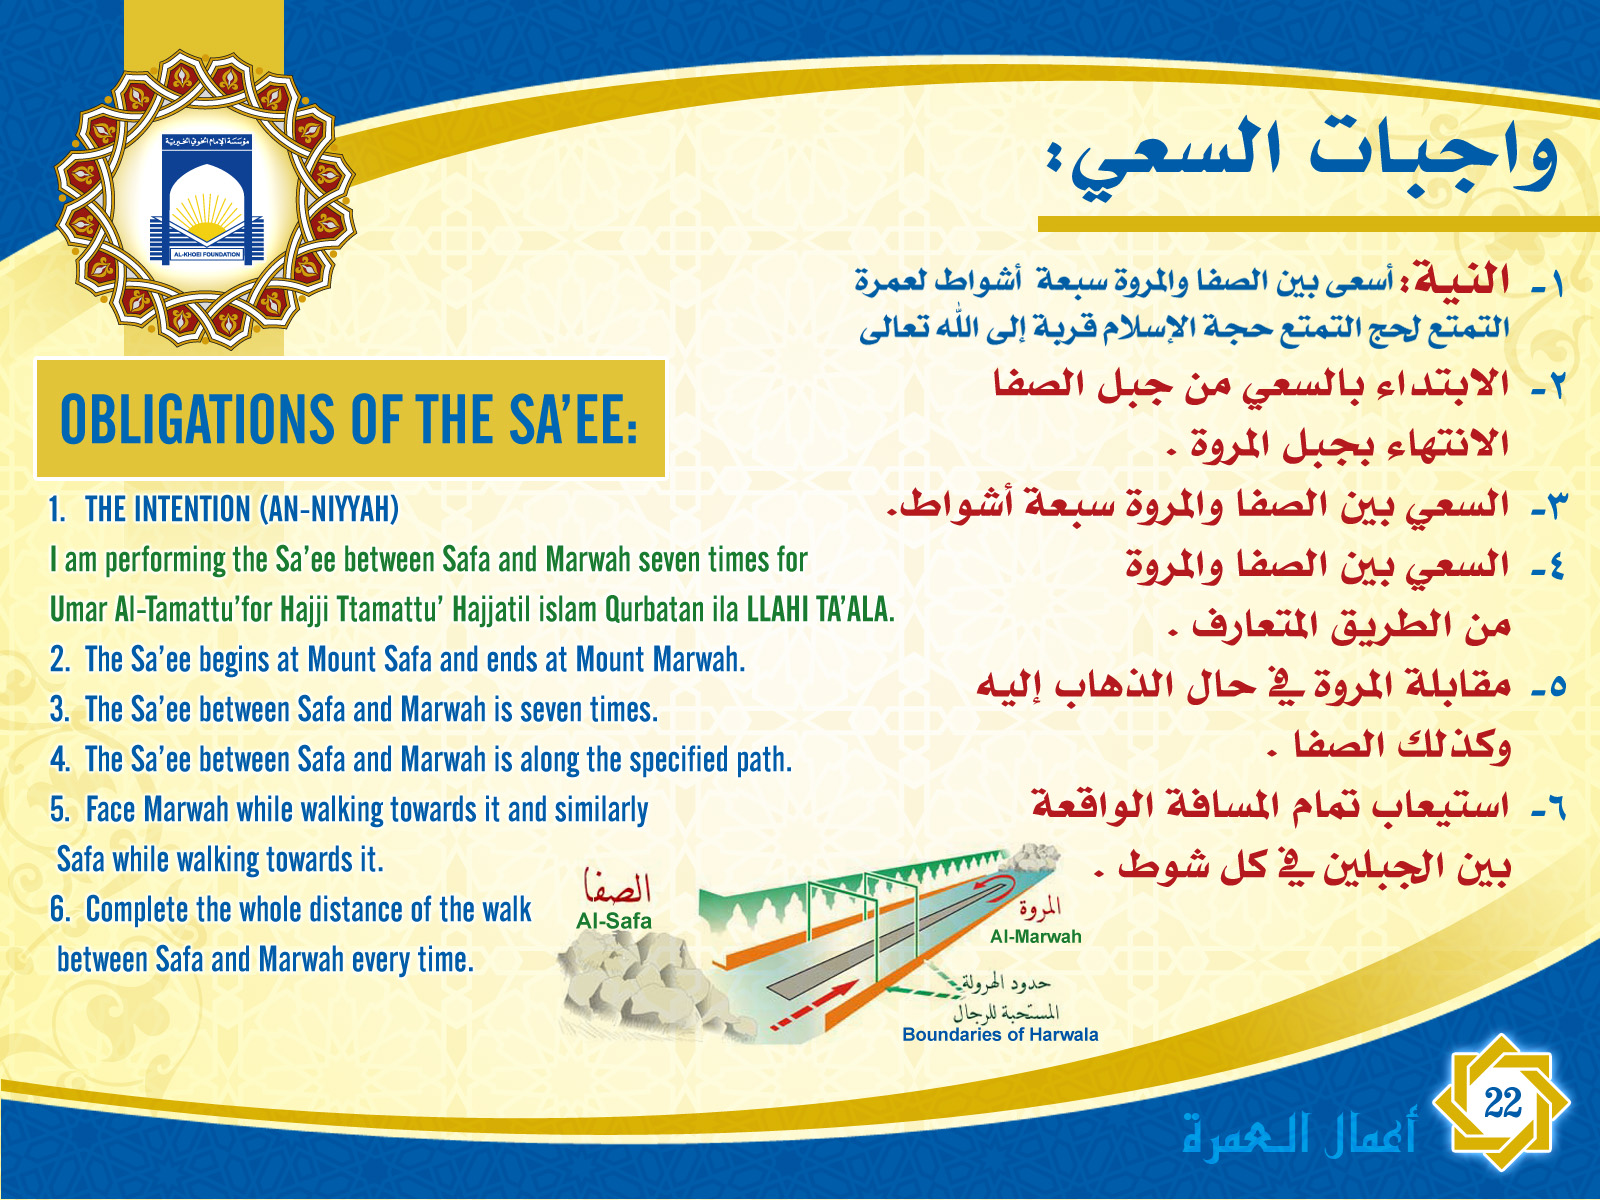 مؤسسة الإمام الخوئي الخيرية
AL-KHOEI FOUNDATION
واجبات السعي:
١- النية: أسعى بين الصفا والمروة سبعة أشواط لعمرة
التمتع لحج التمتع حجة الإسلام قربة إلى الله تعالى
٢- الابتداء بالسعي من جبل الصفا
الانتهاء بجبل المروة .
٣- السعي بين الصفا والمروة سبعة أشواط.
٤- السعي بين الصفا والمروة
من الطريق المتعارف .
٥- مقابلة المروة في حال الذهاب إليه
وكذلك الصفا .
٦- استيعاب تمام المسافة الواقعة
بين الجبلين في كل شوط .
OBLIGATIONS OF THE SA'EE:
1. THE INTENTION (AN-NIYYAH)
I am performing the Sa'ee between Safa and Marwah seven times for
Umar Al-Tamattu'for Hajji Ttamattu' Hajjatil islam Qurbatan ila LLAHI TA'ALA.
2. The Sa'ee begins at Mount Safa and ends at Mount Marwah.
3. The Sa'ee between Safa and Marwah is seven times.
4. The Sa'ee between Safa and Marwah is along the specified path.
5. Face Marwah while walking towards it and similarly
Safa while walking towards it.
6. Complete the whole distance of the walk
between Safa and Marwah every time.
الصفا
Al-Safa
المروة
Al-Marwah
حدود الهرولة
المستحبة للرجال
Boundaries of Harwala
أعمال العمرة
22